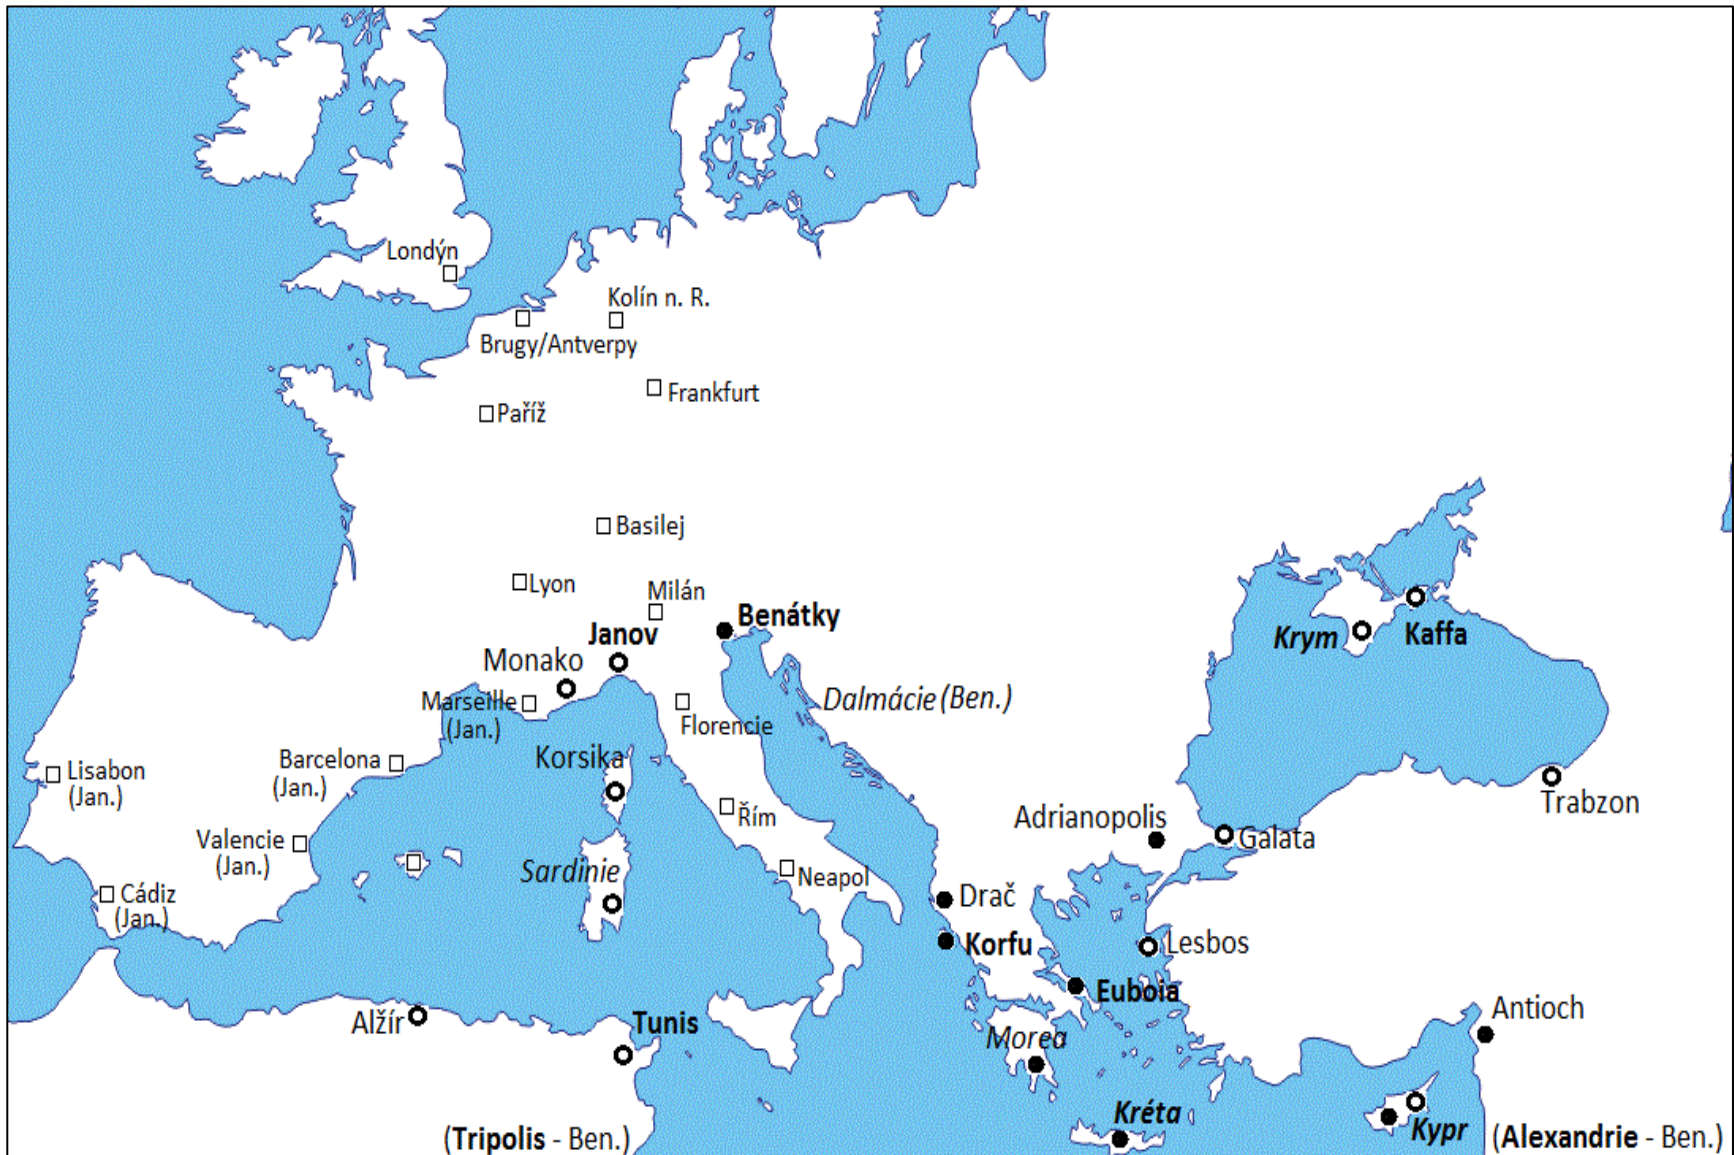 Londýn
Kolín n. R.
Brugy/Antverpy
Frankfurt
Paříž
Basilej
Lyon
Milán
Benátky
Janov
Monako
Marseille
(Jan.)
Florencie
Dalmácie (Ben.)
Krym
Kaffa
Korsika
Barcelona
(Jan.)
Lisabon
(Jan.)
Řím
Trabzon
Adrianopolis
Galata
Valencie
(Jan.)
Sardinie
Neapol
Cádiz
(Jan.)
Drač
Korfu
Lesbos
Euboia
Antioch
Alžír
Tunis
Morea
Kréta
Kypr
(Tripolis - Ben.)
(Alexandrie - Ben.)